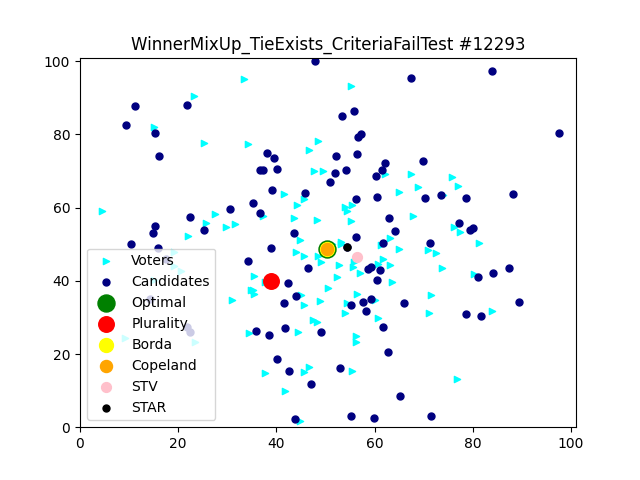 WinnerMixUp_TieExists_CriteriaFailTest #12293
100
80
60
40
20
0
0 20 40 60 80 100
Voters
Candidates
Optimal
Plurality
Borda
Copeland
STV
STAR